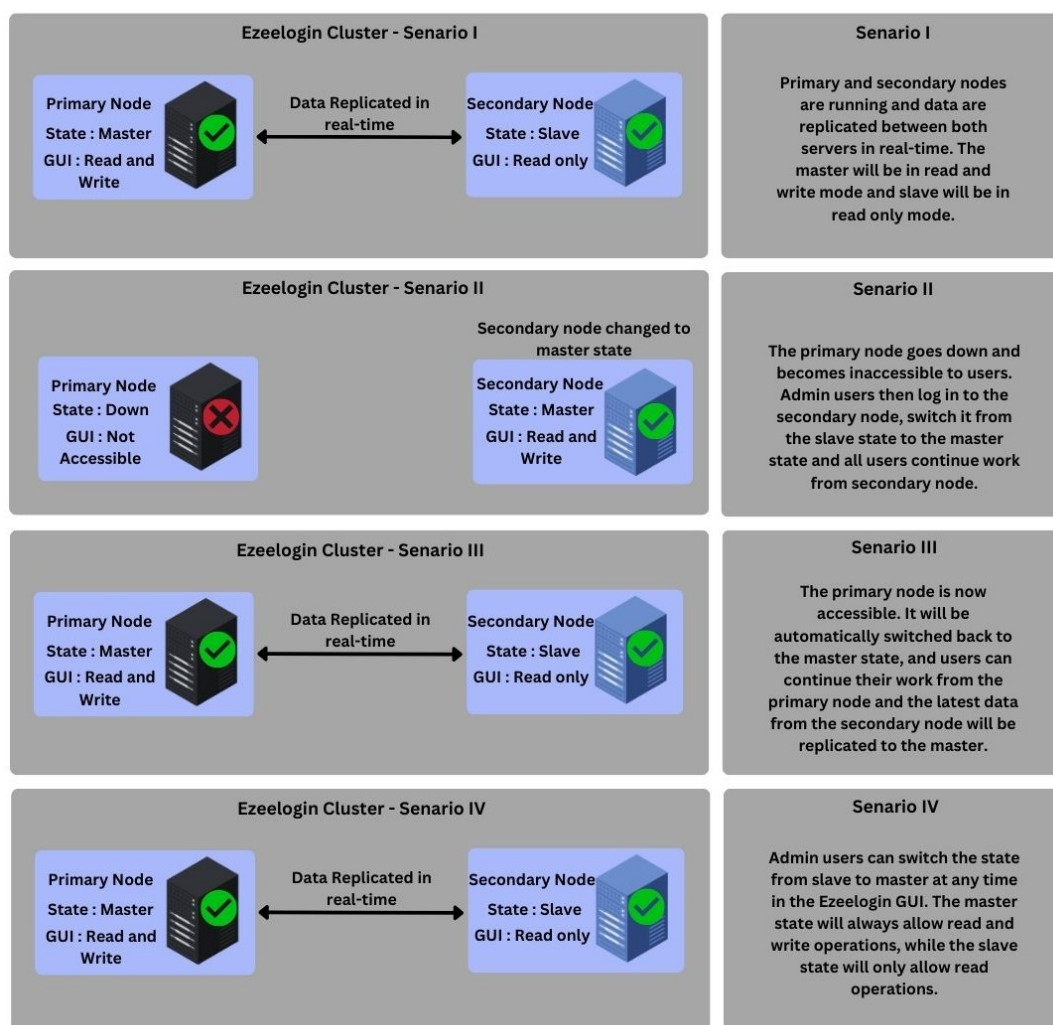 Ezeelogin Cluster - Senario I
Primary Node
State : Master
GUI : Read and
Write
Data Replicated in
real-time
Secondary Node
State : Slave
GUI : Read only
Senario I
Primary and secondary nodes
are running and data are
replicated between both
servers in real-time. The
master will be in read and
write mode and slave will be in
read only mode.
Ezeelogin Cluster - Senario II
Primary Node
State : Down
GUI : Not
Accessible
Secondary node changed to
master state
Secondary Node
State : Master
GUI : Read and
Write
Senario II
The primary node goes down and
becomes inaccessible to users.
Admin users then log in to the
secondary node, switch it from
the slave state to the master
state and all users continue work
from secondary node.
Ezeelogin Cluster - Senario III
Primary Node
State : Master
GUI : Read and
Write
Data Replicated in
real-time
Secondary Node
State : Slave
GUI : Read only
Senario III
The primary node is now
accessible. It will be
automatically switched back to
the master state, and users can
continue their work from the
primary node and the latest data
from the secondary node will be
replicated to the master.
Ezeelogin Cluster - Senario IV
Primary Node
State : Master
GUI : Read and
Write
Data Replicated in
real-time
Secondary Node
State : Slave
GUI : Read only
Senario IV
Admin users can switch the state
from slave to master at any time
in the Ezeelogin GUI. The master
state will always allow read and
write operations, while the slave
state will only allow read
operations.